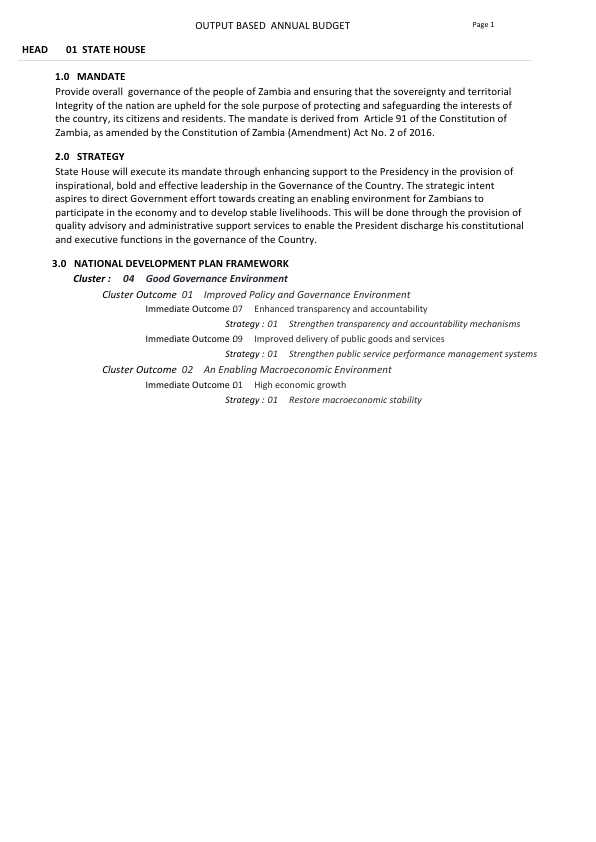 OUTPUT BASED ANNUAL BUDGET Page 1
HEAD 01 STATE HOUSE
1.0 MANDATE
Provide overall governance of the people of Zambia and ensuring that the sovereignty and territorial
Integrity of the nation are upheld for the sole purpose of protecting and safeguarding the interests of
the country, its citizens and residents. The mandate is derived from Article 91 of the Constitution of
Zambia, as amended by the Constitution of Zambia (Amendment) Act No. 2 of 2016.
2.0 STRATEGY
State House will execute its mandate through enhancing support to the Presidency in the provision of
inspirational, bold and effective leadership in the Governance of the Country. The strategic intent
aspires to direct Government effort towards creating an enabling environment for Zambians to
participate in the economy and to develop stable livelihoods. This will be done through the provision of
quality advisory and administrative support services to enable the President discharge his constitutional
and executive functions in the governance of the Country.
3.0 NATIONAL DEVELOPMENT PLAN FRAMEWORK
Cluster : 04 Good Governance Environment
Cluster Outcome 01 Improved Policy and Governance Environment
Immediate Outcome 07 Enhanced transparency and accountability
Strategy : 01 Strengthen transparency and accountability mechanisms
Immediate Outcome 09 Improved delivery of public goods and services
Strategy : 01 Strengthen public service performance management systems
Cluster Outcome 02 An Enabling Macroeconomic Environment
Immediate Outcome 01 High economic growth
Strategy : 01 Restore macroeconomic stability